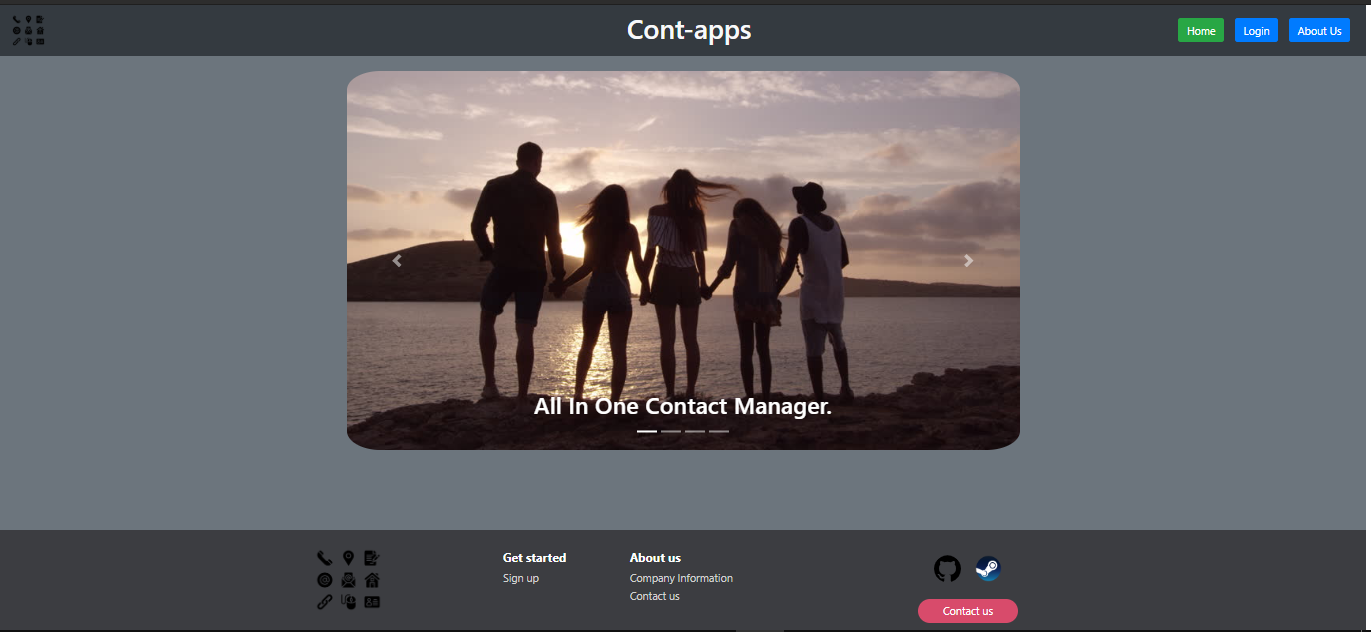 Cont-apps
Home
Login
About Us
All In One Contact Manager.
Get started
Sign up
About us
Company Information
Contact us
Contact us